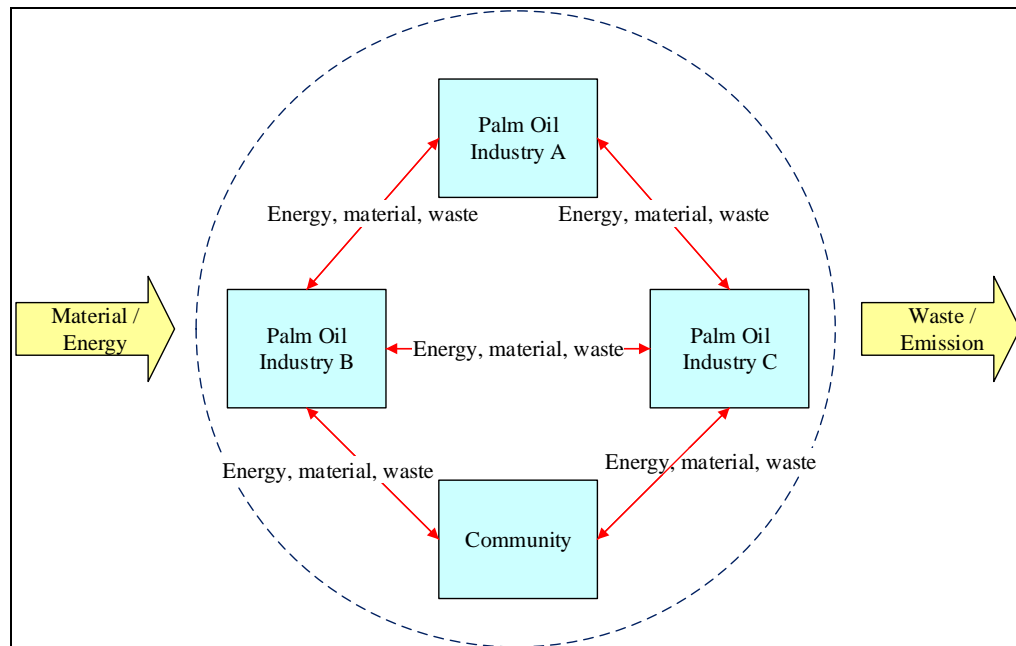 Palm Oil
Industry A
Energy, material, waste
Energy, material, waste
Material /
Energy
Palm Oil
Industry B
Energy, material, waste
Palm Oil
Industry C
Waste /
Emission
Energy, material, waste
Energy, material, waste
Community